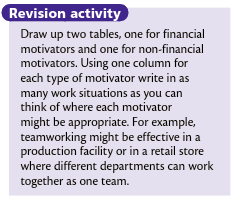 Revision activity
Draw up two tables, one for financial
motivators and one for non-financial
motivators. Using one column for
each type of motivator write in as
many work situations as you can
think of where each motivator
might be appropriate. For example,
teamworking might be effective in a
production facility or in a retail store
where different departments can work
together as one team.